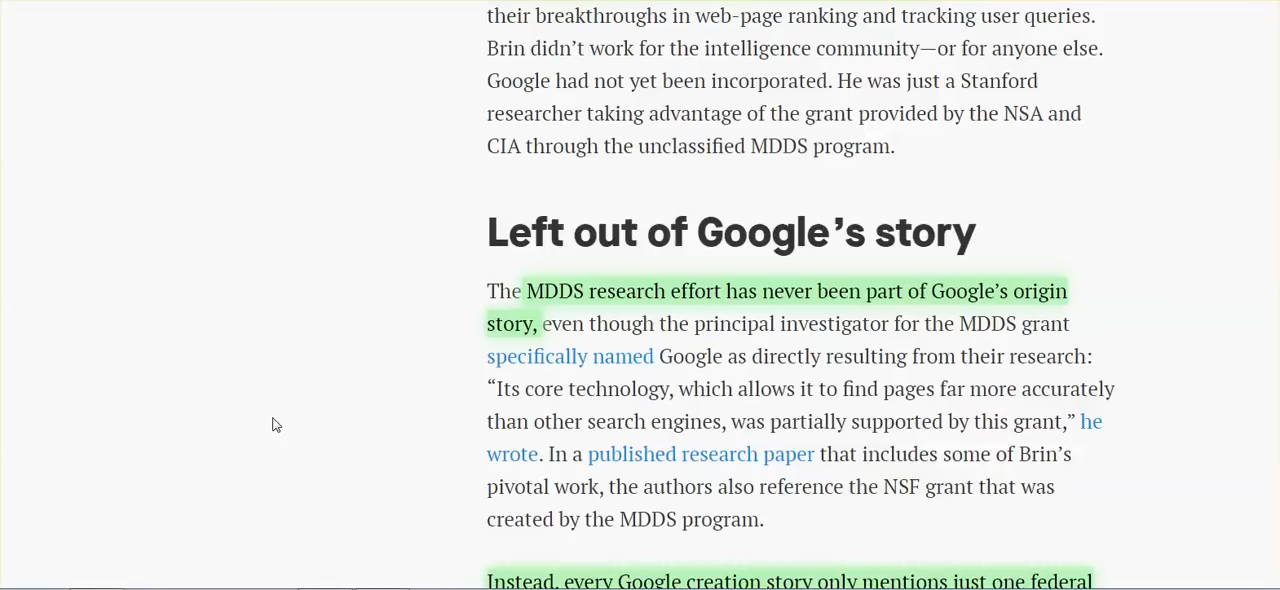 their breakthroughs in web-page ranking and tracking user queries.
Brin didn’t work for the intelligence community—or for anyone else.
Google had not yet been incorporated. He was just a Stanford
researcher taking advantage of the grant provided by the NSA and
CIA through the unclassified MDDS program.
Left out of Google’s story
The MDDS research effort has never been part of Google’s origin
story, even though the principal investigator for the MDDS grant
specifically named Google as directly resulting from their research:
“Its core technology, which allows it to find pages far more accurately
than other search engines, was partially supported by this grant,” he
wrote. In a published research paper that includes some of Brin’s
pivotal work, the authors also reference the NSF grant that was
created by the MDDS program.
Instead, every Google creation story only mentions just one federal